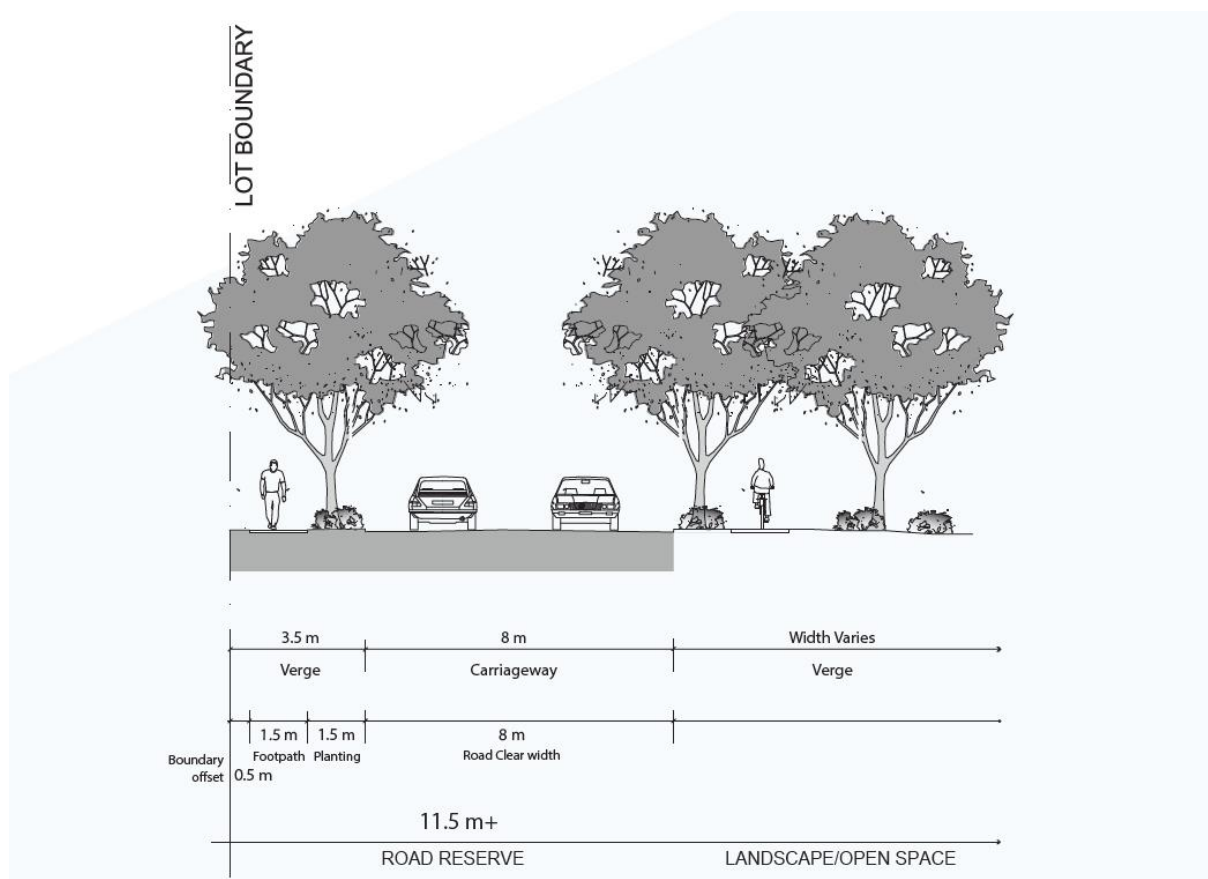 LOT BOUNDARY
3.5 m
8 m
Width Varies
Verge
Carriageway
Verge
1.5 m
1.5 m
8 m
Footpath
Planting
Road Clear width
Boundary
offset
0.5 m
11.5 m+
ROAD RESERVE
LANDSCAPE/OPEN SPACE